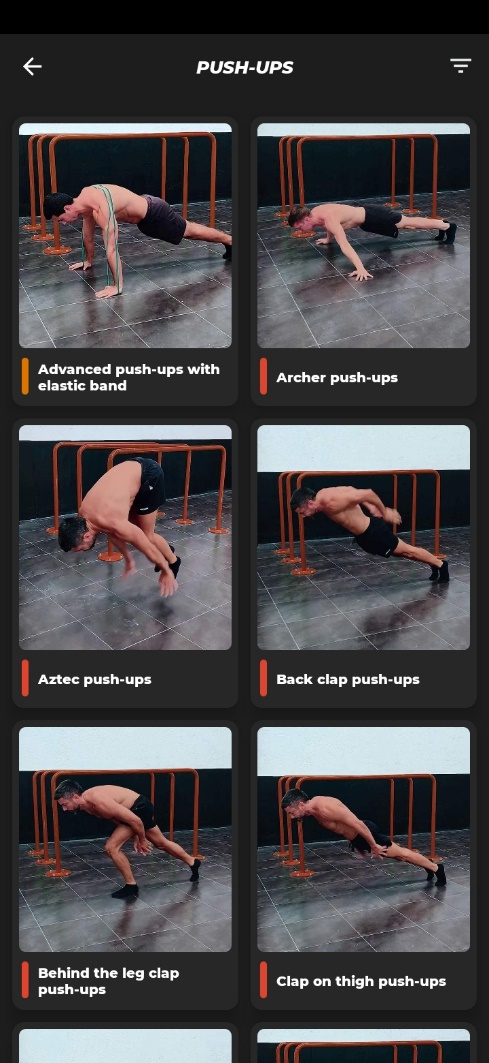 PUSH-UPS
Advanced push-ups with
elastic band
Archer push-ups
Aztec push-ups
Back clap push-ups
Behind the leg clap
push-ups
Clap on thigh push-ups